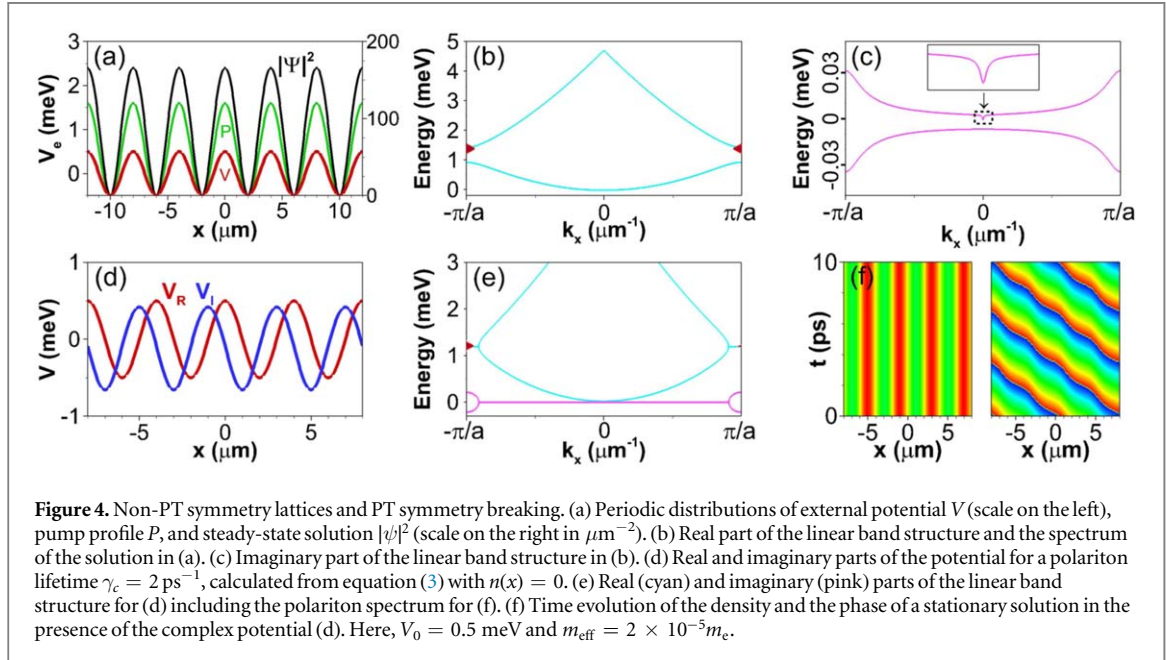 (a)
|Ψ|²
P
V
3
2
1
0
200
100
0
V_e (meV)
-10 -5 0 5 10
x (μm)
(b)
5
4
3
2
1
0
Energy (meV)
-π/a 0 π/a
k_x (μm⁻¹)
(c)
0.03
0
-0.03
Energy (meV)
-π/a 0 π/a
k_x (μm⁻¹)
(d)
V_R V_I
1
0
-1
V (meV)
-5 0 5
x (μm)
(e)
3
2
1
0
Energy (meV)
-π/a 0 π/a
k_x (μm⁻¹)
(f)
10
0
t (ps)
-5 0 5 -5 0 5
x (μm) x (μm)
Figure 4. Non-PT symmetry lattices and PT symmetry breaking. (a) Periodic distributions of external potential V (scale on the left),
pump profile P, and steady-state solution |ψ|² (scale on the right in μm⁻²). (b) Real part of the linear band structure and the spectrum
of the solution in (a). (c) Imaginary part of the linear band structure in (b). (d) Real and imaginary parts of the potential for a polariton
lifetime γ_c = 2 ps⁻¹, calculated from equation (3) with n(x) = 0. (e) Real (cyan) and imaginary (pink) parts of the linear band
structure for (d) including the polariton spectrum for (f). (f) Time evolution of the density and the phase of a stationary solution in the
presence of the complex potential (d). Here, V₀ = 0.5 meV and m_eff = 2 × 10⁻⁵m_e.